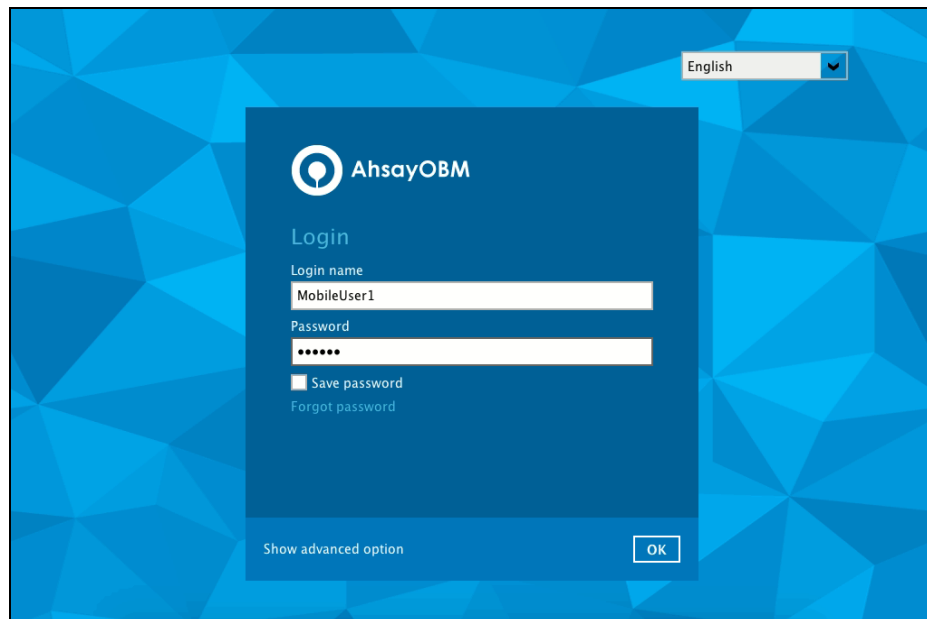 English
AhsayOBM
Login
Login name
MobileUser1
Password
••••••
Save password
Forgot password
Show advanced option
OK